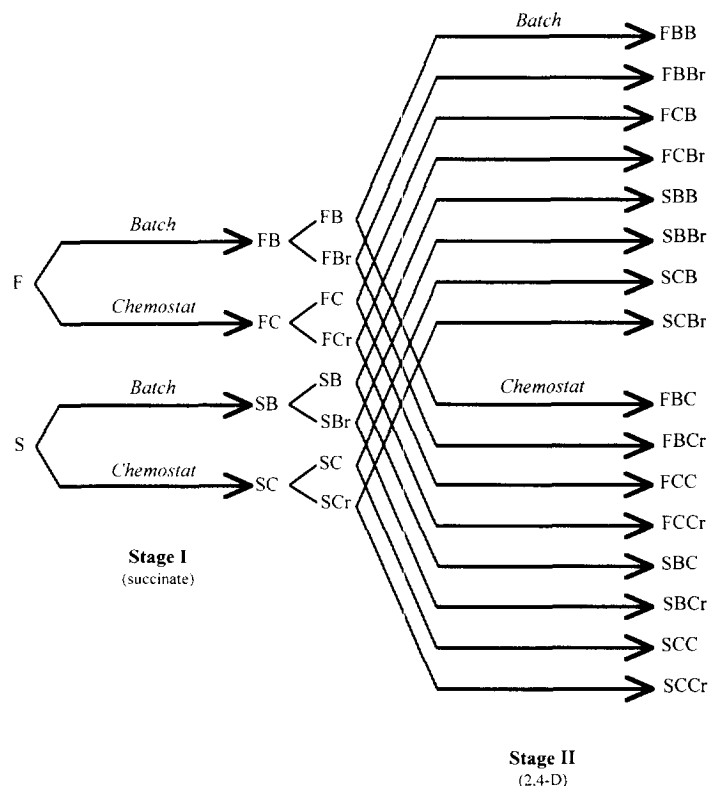 Batch
FBB
FBBr
FCB
FCBr
SBB
SBBr
SCB
SCBr
F
Batch
FB
FB
FBr
Chemostat
FC
FC
FCr
S
Batch
SB
SB
SBr
Chemostat
SC
SC
SCr
Chemostat
FBC
FBCr
FCC
FCCr
SBC
SBCr
SCC
SCCr
Stage I
(succinate)
Stage II
(2,4-D)